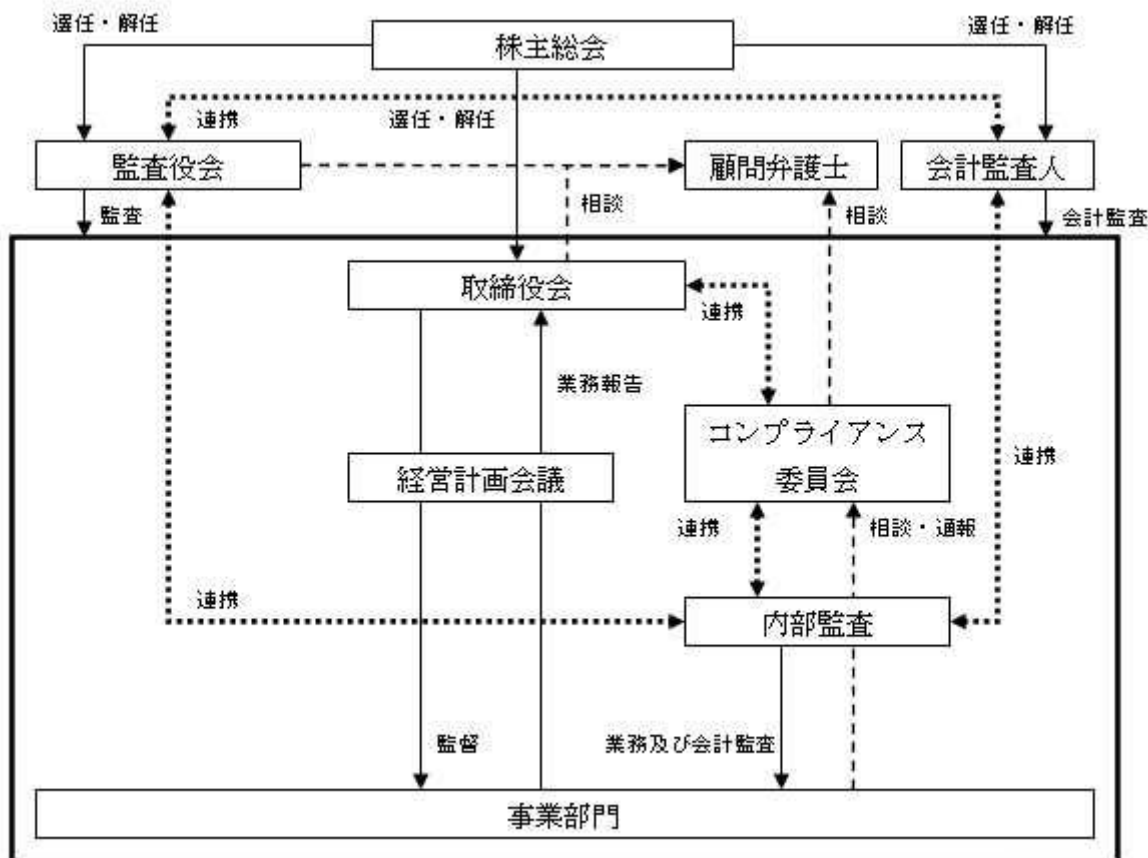 選任・解任
株主総会
選任・解任
連携
選任・解任
監査役会
顧問弁護士
会計監査人
監査
相談
相談
会計監査
取締役会
連携
業務報告
コンプライアンス
委員会
経営計画会議
連携
連携
相談・通報
連携
内部監査
監督
業務及び会計監査
事業部門